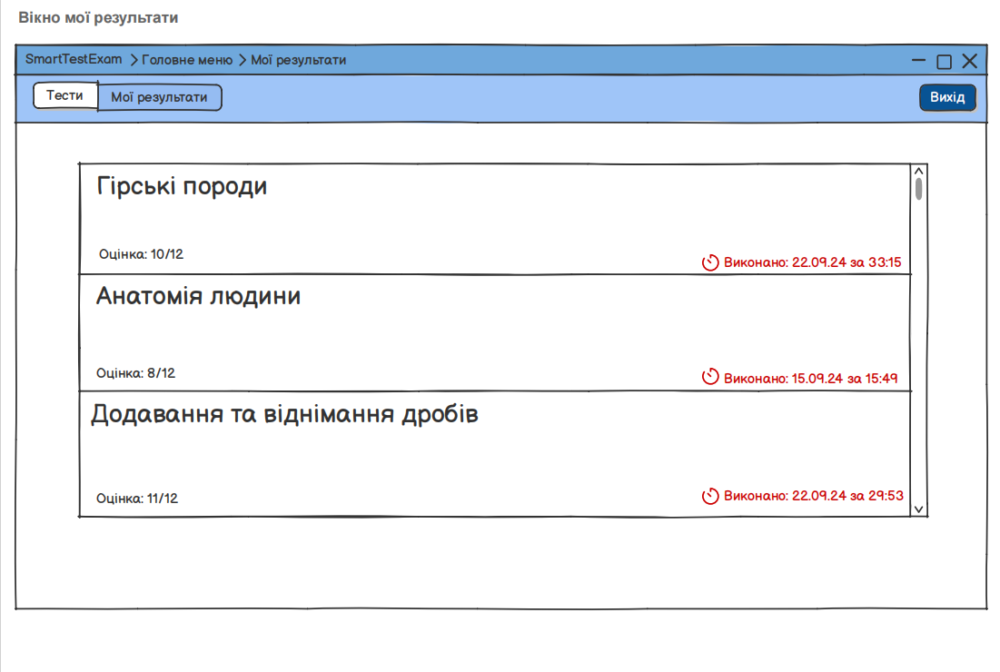 Вікно мої результати
SmartTestExam > Головне меню > Мої результати
Тести Мої результати Вихід
Гірські породи
Оцінка: 10/12
Виконано: 22.09.24 за 33:15
Анатомія людини
Оцінка: 8/12
Виконано: 15.09.24 за 15:49
Додавання та віднімання дробів
Оцінка: 11/12
Виконано: 22.09.24 за 29:53